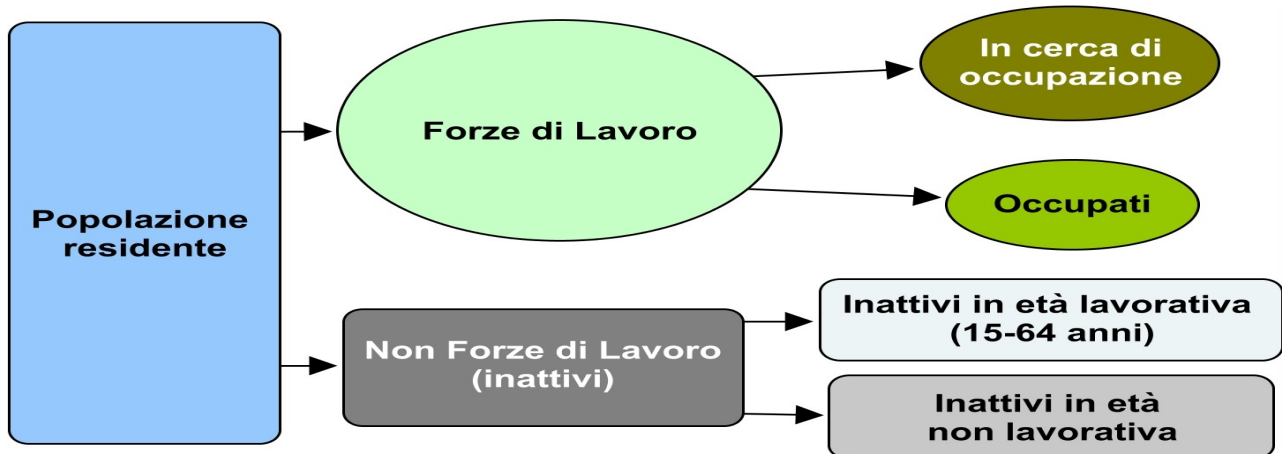 Popolazione
residente
Forze di Lavoro
In cerca di
occupazione
Occupati
Non Forze di Lavoro
(inattivi)
Inattivi in età lavorativa
(15-64 anni)
Inattivi in età
non lavorativa